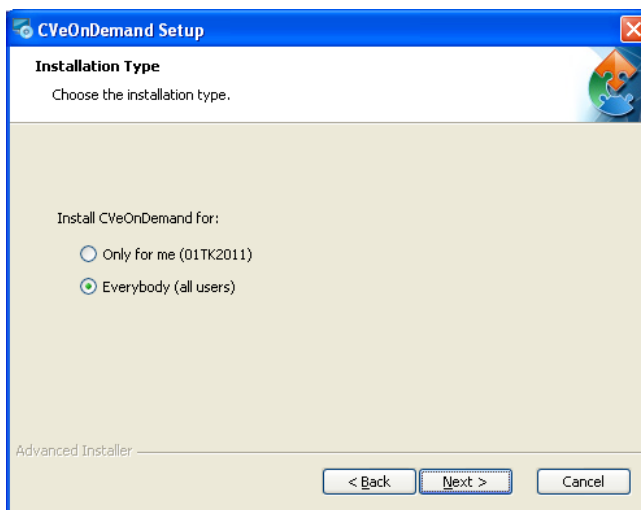 CVeOnDemand Setup
Installation Type
Choose the installation type.
Install CVeOnDemand for:
Only for me (01TK2011)
Everybody (all users)
Advanced Installer
< Back
Next >
Cancel